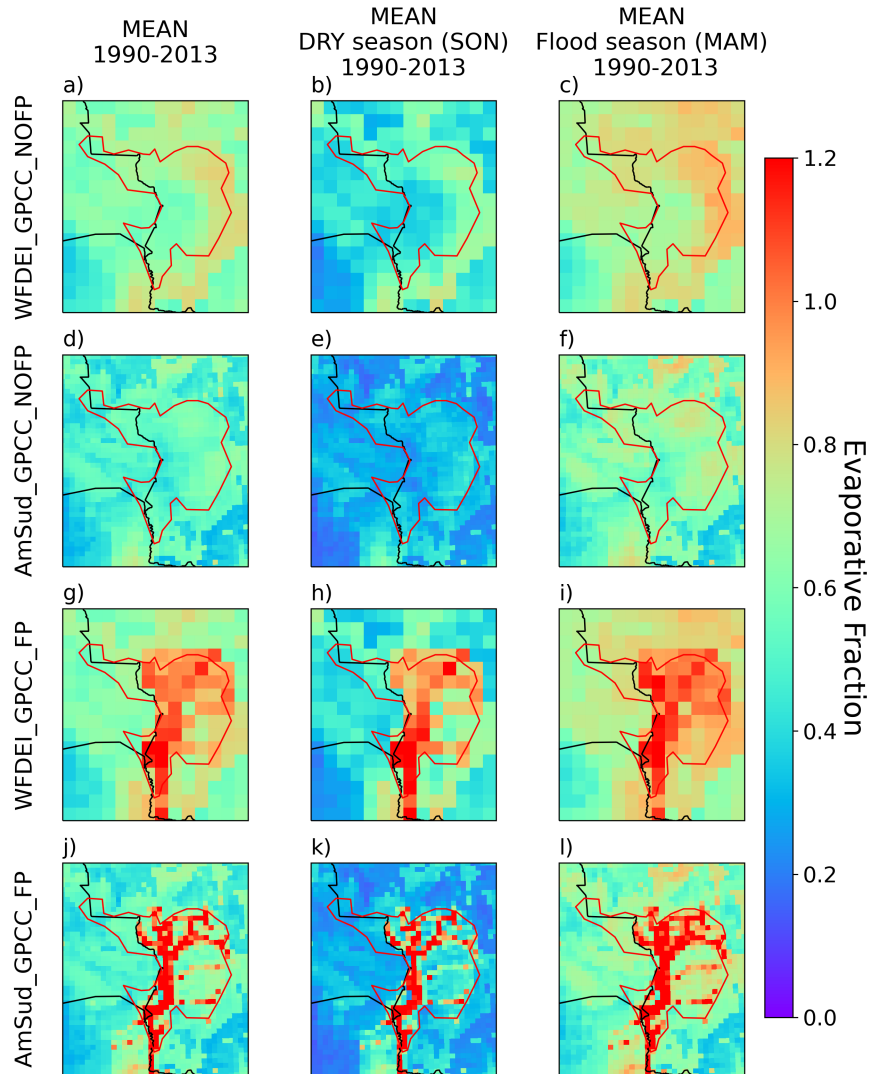 MEAN
1990-2013
MEAN
DRY season (SON)
1990-2013
MEAN
Flood season (MAM)
1990-2013
a)
b)
c)
WFDEI_GPCC_NOFP
d)
e)
f)
AmSud_GPCC_NOFP
g)
h)
i)
WFDEI_GPCC_FP
j)
k)
l)
AmSud_GPCC_FP
1.2
1.0
0.8
0.6
0.4
0.2
0.0
Evaporative Fraction